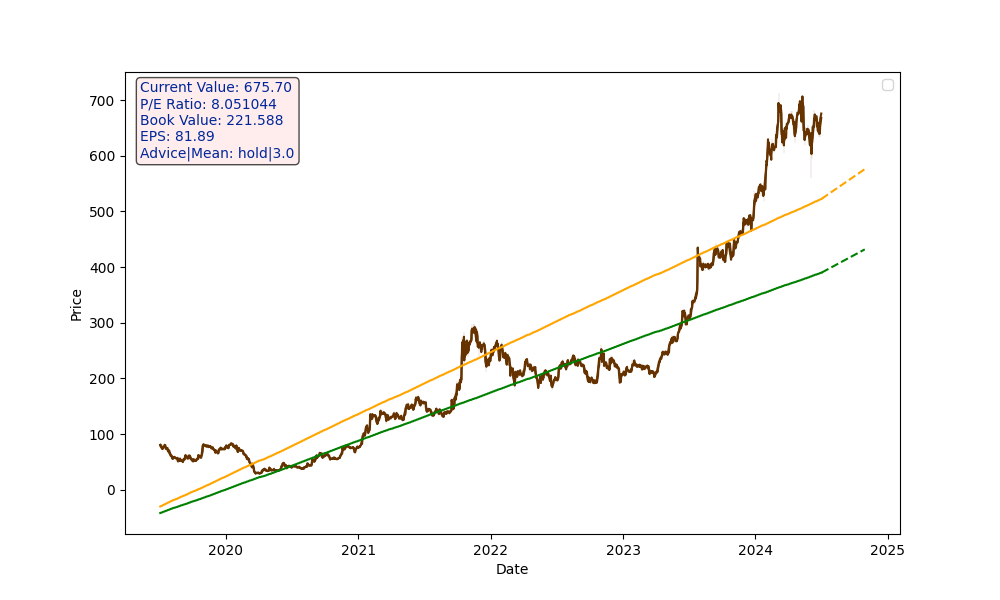 Current Value: 675.70
P/E Ratio: 8.051044
Book Value: 221.588
EPS: 81.89
Advice|Mean: hold|3.0
700
600
500
400
300
200
100
0
Price
2020 2021 2022 2023 2024 2025
Date